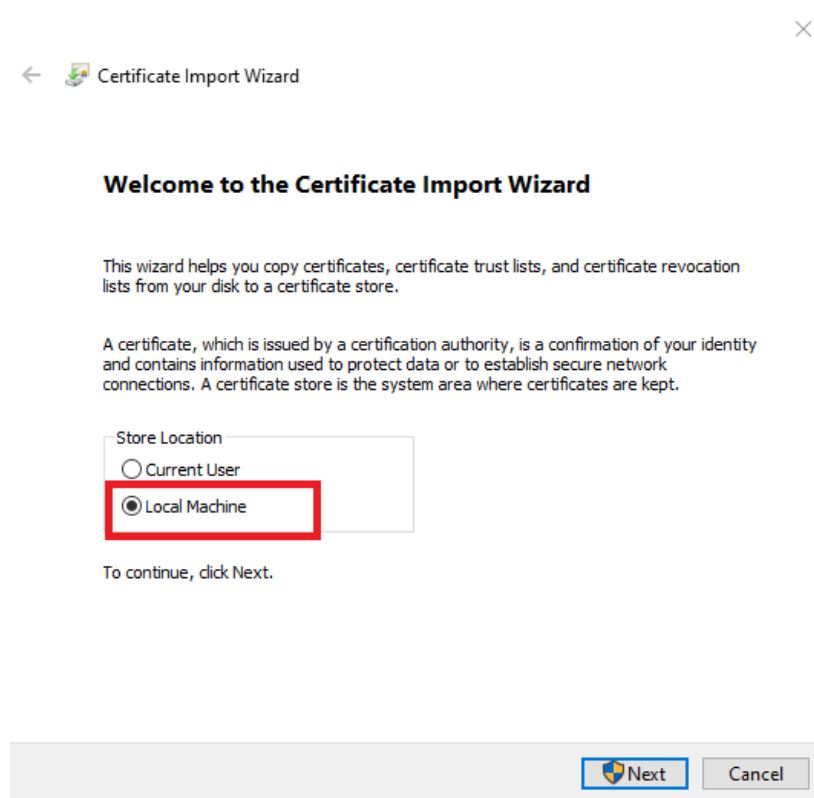 Certificate Import Wizard
Welcome to the Certificate Import Wizard
This wizard helps you copy certificates, certificate trust lists, and certificate revocation
lists from your disk to a certificate store.
A certificate, which is issued by a certification authority, is a confirmation of your identity
and contains information used to protect data or to establish secure network
connections. A certificate store is the system area where certificates are kept.
Store Location
Current User
Local Machine
To continue, click Next.
Next Cancel